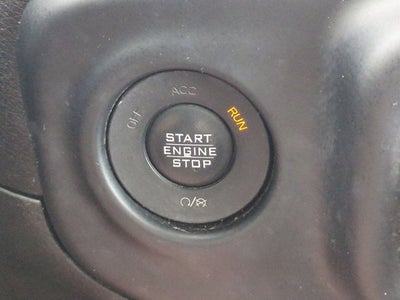 OFF
ACC
RUN
START
ENGINE
STOP